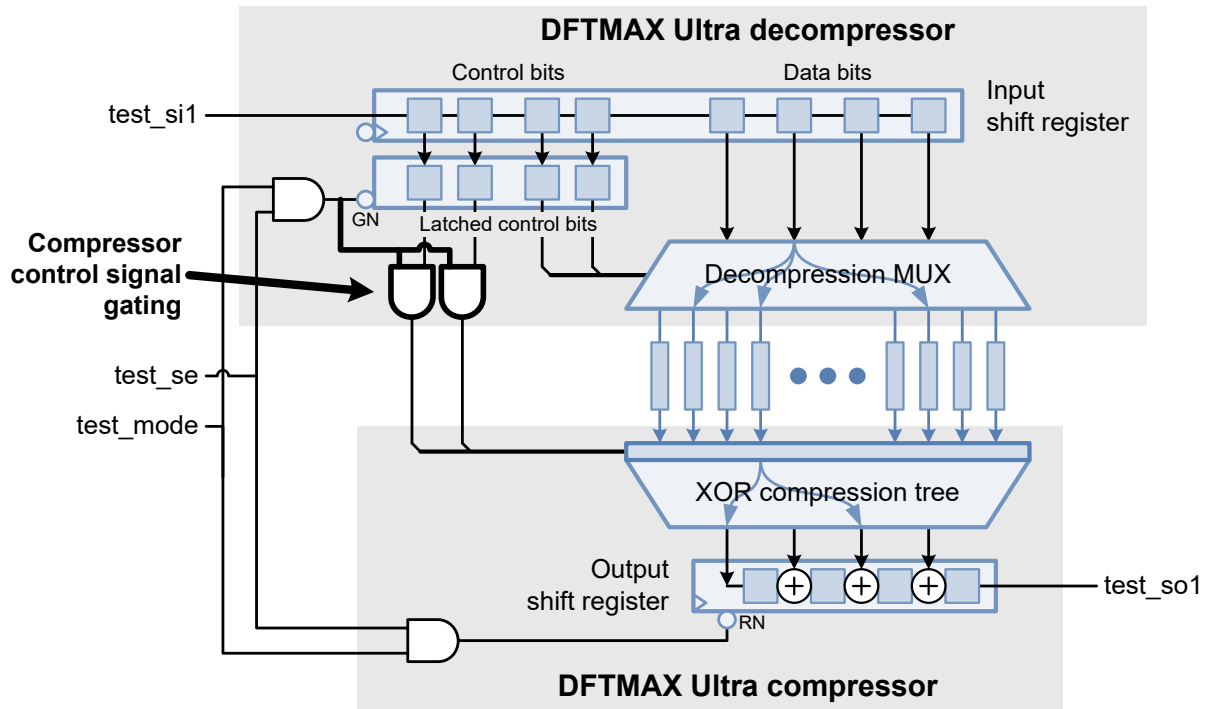 DFTMAX Ultra decompressor
Control bits
Data bits
test_si1
Input
shift register
GN
Latched control bits
Compressor
control signal
gating
Decompression MUX
test_se
test_mode
XOR compression tree
Output
shift register
test_so1
RN
DFTMAX Ultra compressor